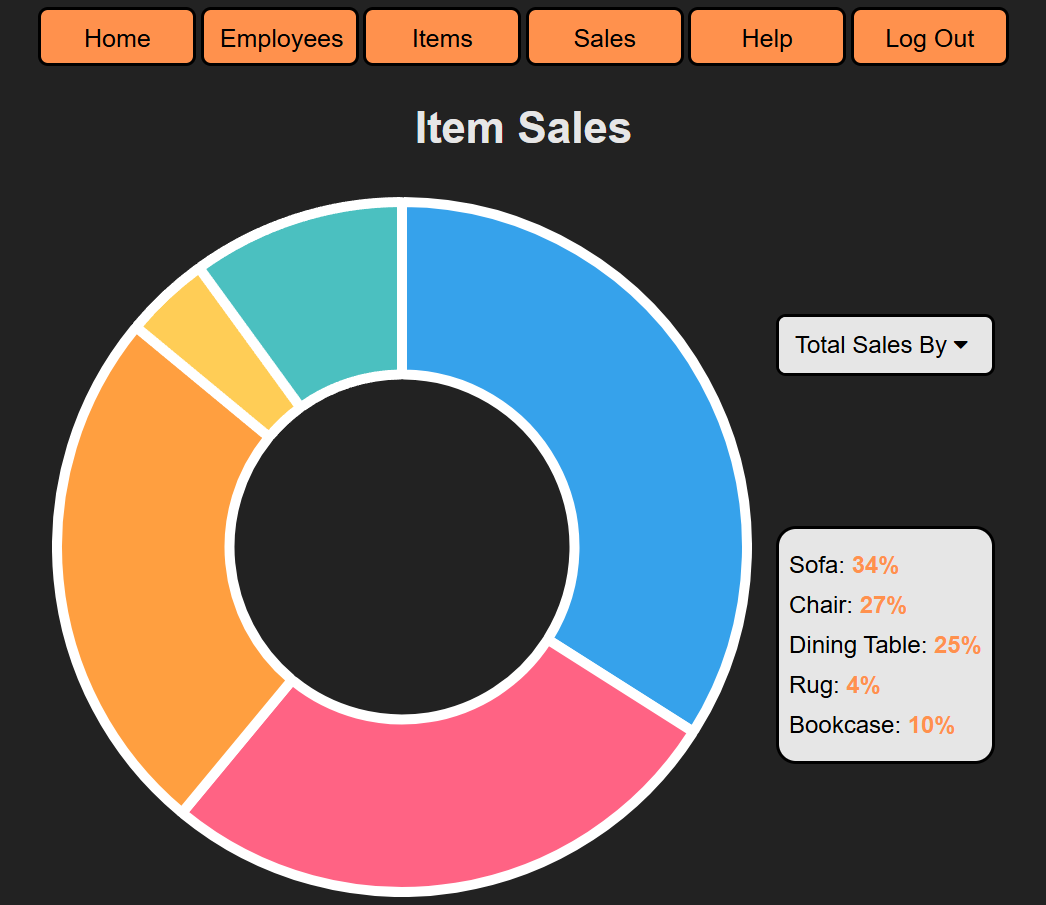 Home Employees Items Sales Help Log Out
Item Sales
Total Sales By
Sofa: 34%
Chair: 27%
Dining Table: 25%
Rug: 4%
Bookcase: 10%